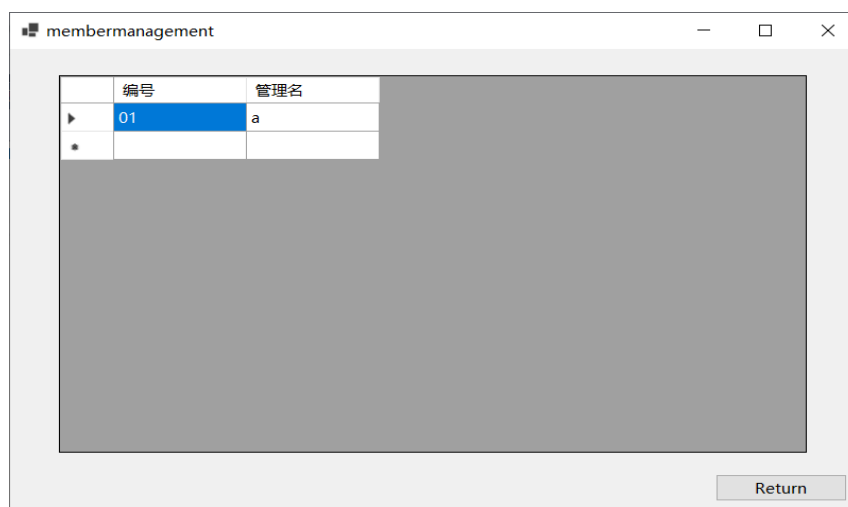 membermanagement
编号 管理名
01 a
Return